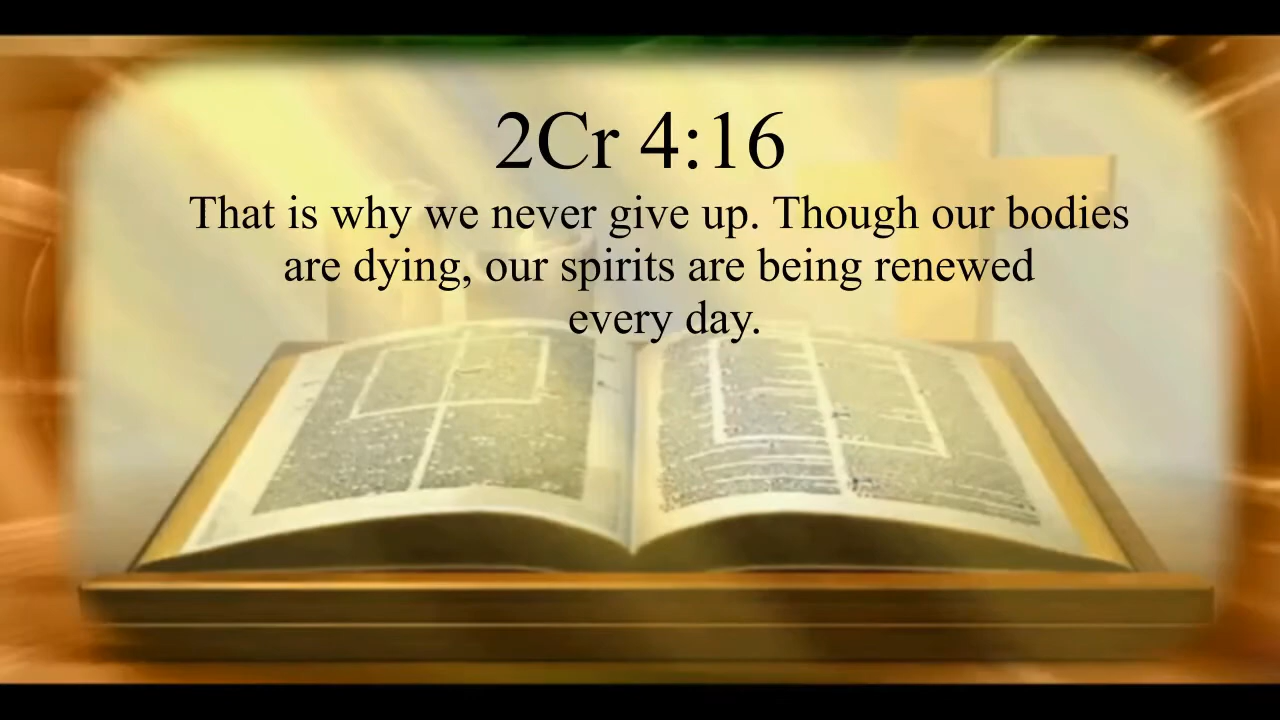 2Cr 4:16
That is why we never give up. Though our bodies
are dying, our spirits are being renewed
every day.